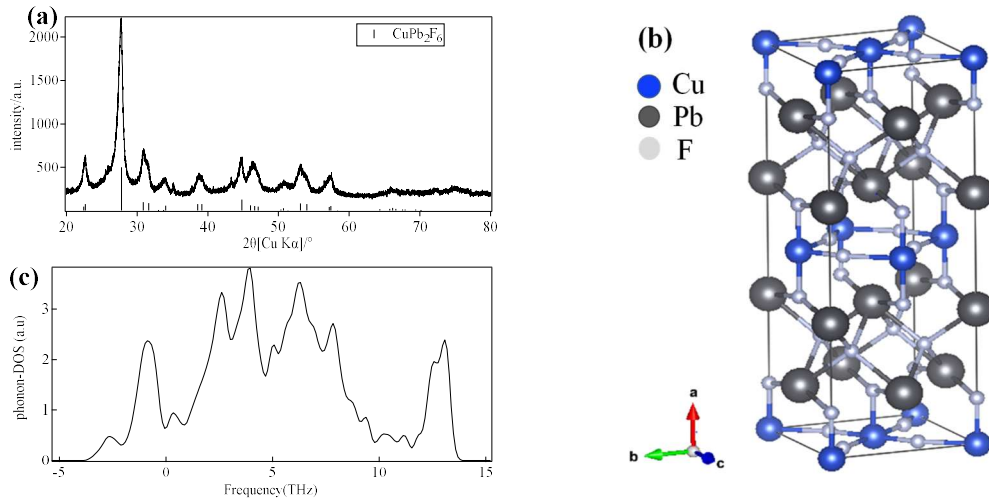 (a)
CuPb₂F₆
2000
1500
1000
500
intensity/a.u.
20 30 40 50 60 70 80
2θ[Cu Kα]/°
(b)
Cu
Pb
F
a
b
c
(c)
3
2
1
0
phonon-DOS (a.u)
-5 0 5 10 15
Frequency(THz)